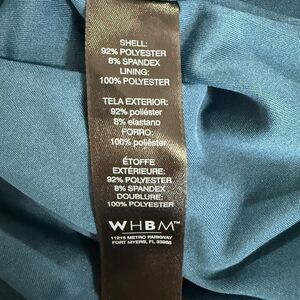 SHELL:
92% POLYESTER
8% SPANDEX
LINING:
100% POLYESTER
TELA EXTERIOR:
92% poliéster
8% elastano
FORRO:
100% poliéster
ÉTOFFE
EXTÉRIEURE:
92% POLYESTER
8% SPANDEX
DOUBLURE:
100% POLYESTER
WHBM™
11215 METRO PARKWAY
FORT MYERS, FL 33966